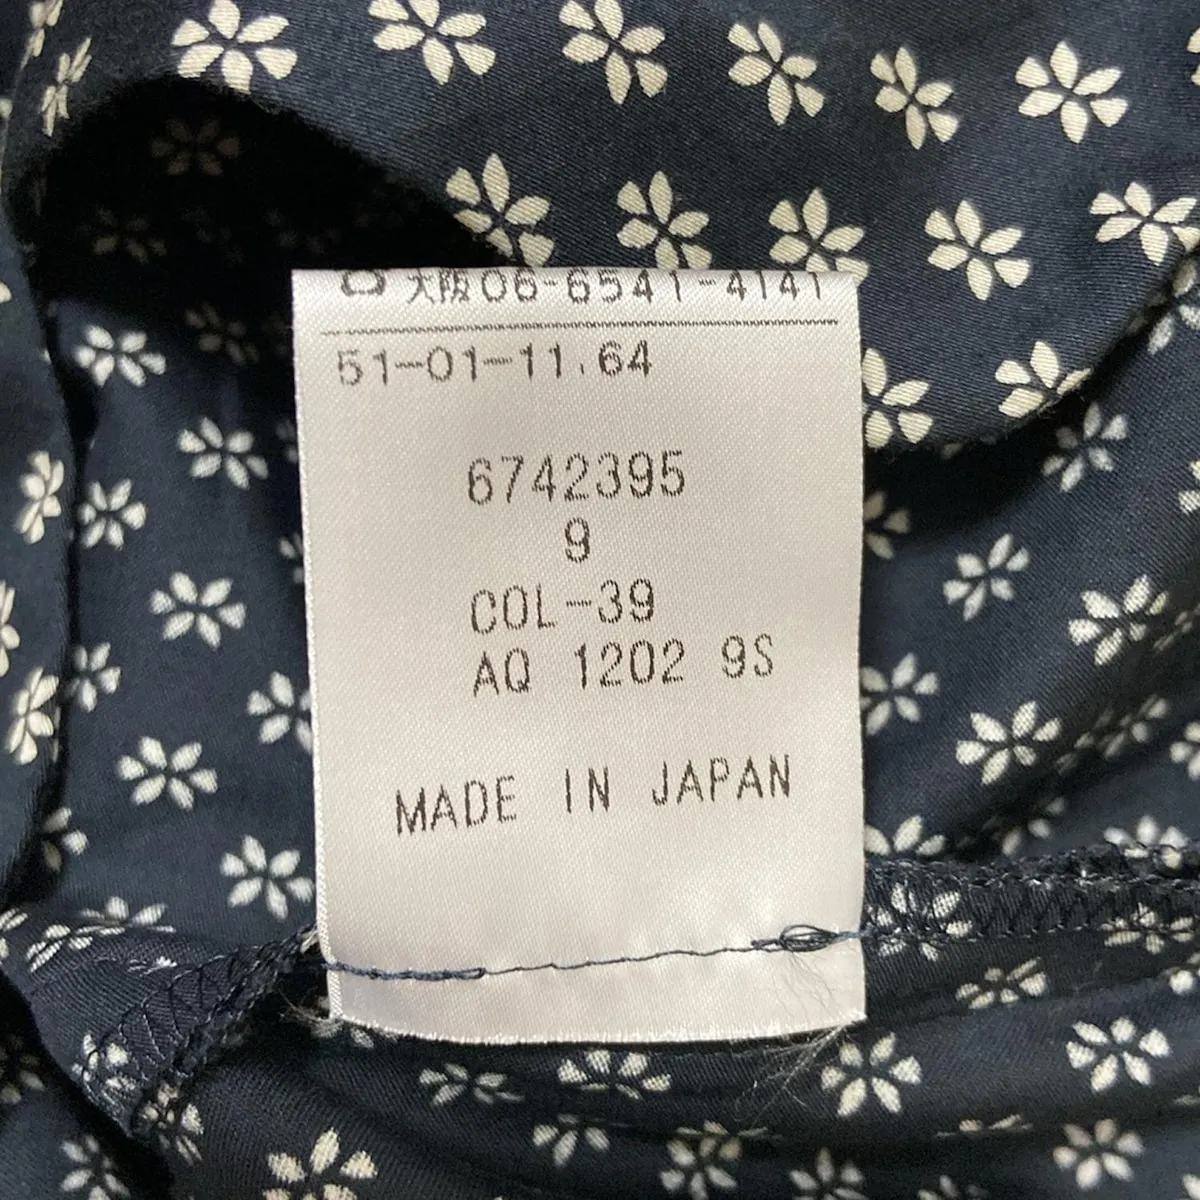 大阪06-6541-4141
51-01-11.64
6742395
9
COL-39
AQ 1202 9S
MADE IN JAPAN